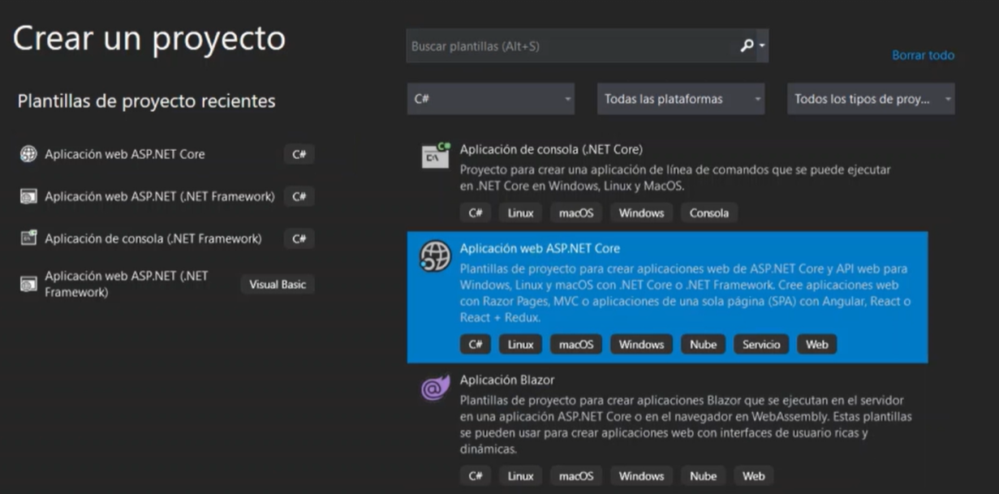 Crear un proyecto
Buscar plantillas (Alt+S)
Borrar todo
Plantillas de proyecto recientes
C#
Todas las plataformas
Todos los tipos de proy...
Aplicación web ASP.NET Core
C#
Aplicación web ASP.NET (.NET Framework)
C#
Aplicación de consola (.NET Framework)
C#
Aplicación web ASP.NET (.NET
Framework)
Visual Basic
Aplicación de consola (.NET Core)
Proyecto para crear una aplicación de línea de comandos que se puede ejecutar
en .NET Core en Windows, Linux y MacOS.
C# Linux macOS Windows Consola
Aplicación web ASP.NET Core
Plantillas de proyecto para crear aplicaciones web de ASP.NET Core y API web para
Windows, Linux y macOS con .NET Core o .NET Framework. Cree aplicaciones web
con Razor Pages, MVC o aplicaciones de una sola página (SPA) con Angular, React o
React + Redux.
C# Linux macOS Windows Nube Servicio Web
Aplicación Blazor
Plantillas de proyecto para crear aplicaciones Blazor que se ejecutan en el servidor
en una aplicación ASP.NET Core o en el navegador en WebAssembly. Estas plantillas
se pueden usar para crear aplicaciones web con interfaces de usuario ricas y
dinámicas.
C# Linux macOS Windows Nube Web